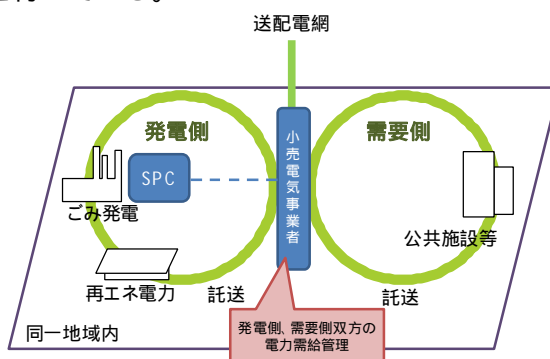 送配電網
発電側
需要側
小売電気事業者
SPC
ごみ発電
公共施設等
再エネ電力
託送
託送
同一地域内
発電側、需要側双方の
電力需給管理